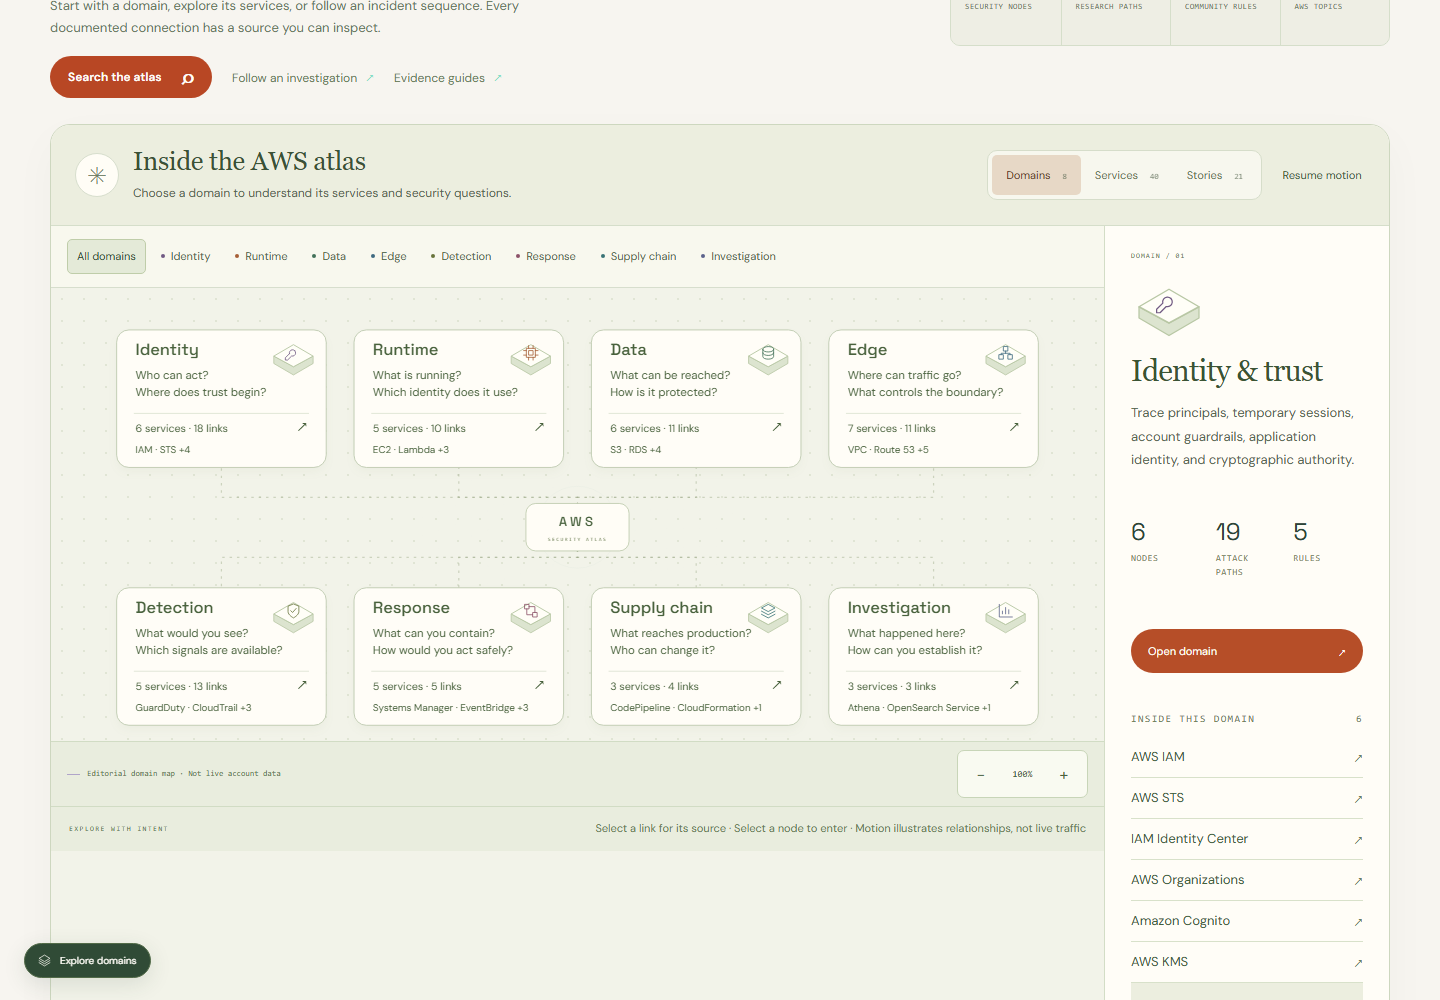 Start with a domain, explore its services, or follow an incident sequence. Every
documented connection has a source you can inspect.
SECURITY NODES
RESEARCH PATHS
COMMUNITY RULES
AWS TOPICS
Search the atlas
Follow an investigation ↗
Evidence guides ↗
Inside the AWS atlas
Choose a domain to understand its services and security questions.
Domains 8
Services 40
Stories 21
Resume motion
All domains
Identity
Runtime
Data
Edge
Detection
Response
Supply chain
Investigation
Identity
Who can act?
Where does trust begin?
6 services · 18 links ↗
IAM · STS +4
Runtime
What is running?
Which identity does it use?
5 services · 10 links ↗
EC2 · Lambda +3
Data
What can be reached?
How is it protected?
6 services · 11 links ↗
S3 · RDS +4
Edge
Where can traffic go?
What controls the boundary?
7 services · 11 links ↗
VPC · Route 53 +5
AWS
SECURITY ATLAS
Detection
What would you see?
Which signals are available?
5 services · 13 links ↗
GuardDuty · CloudTrail +3
Response
What can you contain?
How would you act safely?
5 services · 5 links ↗
Systems Manager · EventBridge +3
Supply chain
What reaches production?
Who can change it?
3 services · 4 links ↗
CodePipeline · CloudFormation +1
Investigation
What happened here?
How can you establish it?
3 services · 3 links ↗
Athena · OpenSearch Service +1
Editorial domain map · Not live account data
− 100% +
EXPLORE WITH INTENT
Select a link for its source · Select a node to enter · Motion illustrates relationships, not live traffic
DOMAIN / 01
Identity & trust
Trace principals, temporary sessions,
account guardrails, application
identity, and cryptographic authority.
6
NODES
19
ATTACK
PATHS
5
RULES
Open domain ↗
INSIDE THIS DOMAIN 6
AWS IAM ↗
AWS STS ↗
IAM Identity Center ↗
AWS Organizations ↗
Amazon Cognito ↗
AWS KMS ↗
Explore domains